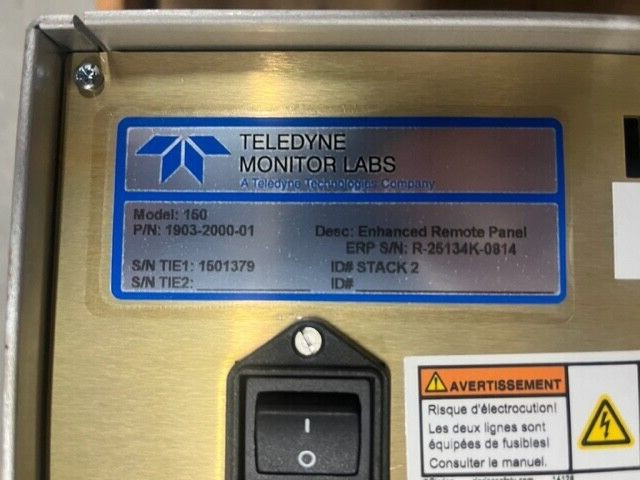 TELEDYNE
MONITOR LABS
A Teledyne Technologies Company
Model: 150
P/N: 1903-2000-01 Desc: Enhanced Remote Panel
ERP S/N: R-25134K-0814
S/N TIE1: 1501379 ID# STACK 2
S/N TIE2: ID#
I
O
AVERTISSEMENT
Risque d'électrocution!
Les deux lignes sont
équipées de fusibles!
Consulter le manuel.